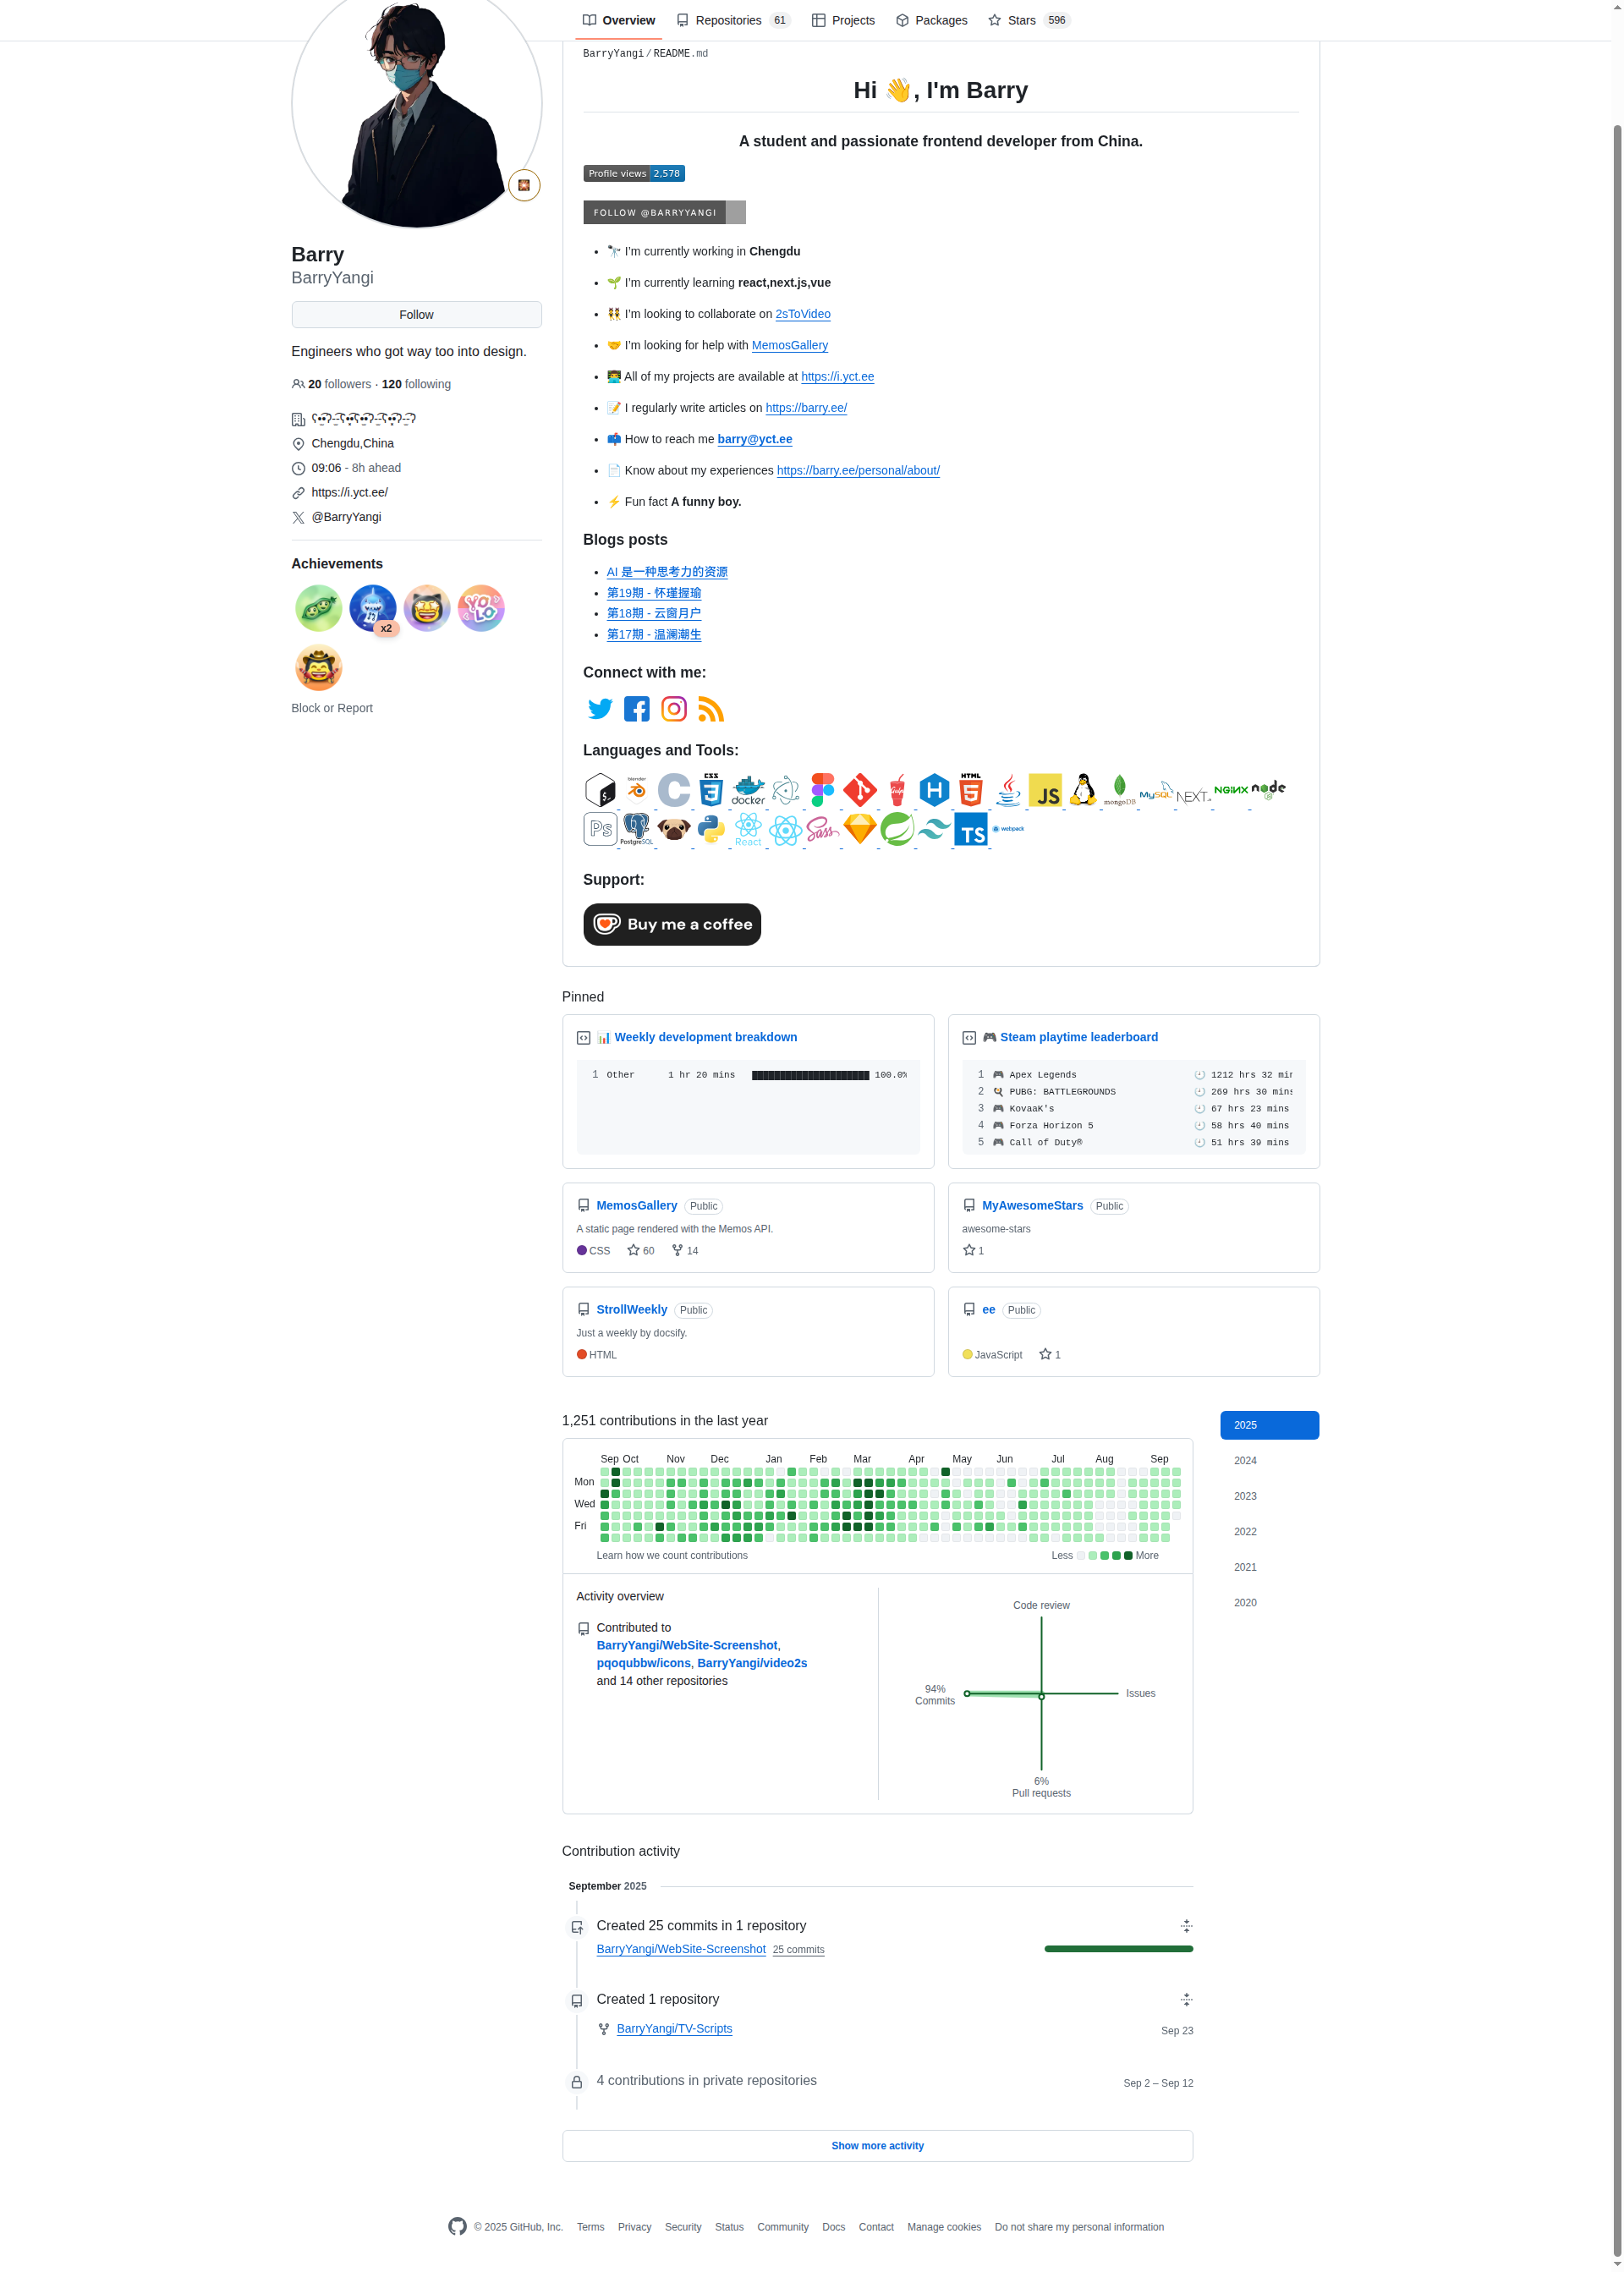 Overview Repositories 61 Projects Packages Stars 596
BarryYangi/README.md
Hi 👋, I'm Barry
A student and passionate frontend developer from China.
Profile views 2,578
FOLLOW @BARRYYANGI
🔭 I'm currently working in Chengdu
🌱 I'm currently learning react,next.js,vue
👯 I'm looking to collaborate on 2sToVideo
🤝 I'm looking for help with MemosGallery
👨‍💻 All of my projects are available at https://i.yct.ee
📝 I regularly write articles on https://barry.ee/
📫 How to reach me barry@yct.ee
📄 Know about my experiences https://barry.ee/personal/about/
⚡ Fun fact A funny boy.
Blogs posts
AI 是一种思考力的资源
第19期 - 怀瑾握瑜
第18期 - 云窗月户
第17期 - 温澜潮生
Connect with me:
Languages and Tools:
blender CSS docker Gulp HTML JS mongoDB MySQL NEXT.js NGINX node
Ps PostgreSQL React Sass TS webpack
Support:
Buy me a coffee
Barry
BarryYangi
Follow
Engineers who got way too into design.
20 followers · 120 following
Chengdu,China
09:06 - 8h ahead
https://i.yct.ee/
@BarryYangi
Achievements
YOLO
x2
Block or Report
Pinned
📊 Weekly development breakdown
1 Other 1 hr 20 mins █████████████████████ 100.0%
🎮 Steam playtime leaderboard
1 🎮 Apex Legends 🕘 1212 hrs 32 min
2 🍳 PUBG: BATTLEGROUNDS 🕘 269 hrs 30 mins
3 🎮 KovaaK's 🕘 67 hrs 23 mins
4 🎮 Forza Horizon 5 🕘 58 hrs 40 mins
5 🎮 Call of Duty® 🕘 51 hrs 39 mins
MemosGallery Public
A static page rendered with the Memos API.
CSS 60 14
MyAwesomeStars Public
awesome-stars
1
StrollWeekly Public
Just a weekly by docsify.
HTML
ee Public
JavaScript 1
1,251 contributions in the last year
2025
2024
2023
2022
2021
2020
Sep Oct Nov Dec Jan Feb Mar Apr May Jun Jul Aug Sep
Mon
Wed
Fri
Learn how we count contributions Less More
Activity overview
Contributed to
BarryYangi/WebSite-Screenshot,
pqoqubbw/icons, BarryYangi/video2s
and 14 other repositories
Code review
94%
Commits
Issues
6%
Pull requests
Contribution activity
September 2025
Created 25 commits in 1 repository
BarryYangi/WebSite-Screenshot 25 commits
Created 1 repository
BarryYangi/TV-Scripts Sep 23
4 contributions in private repositories Sep 2 – Sep 12
Show more activity
© 2025 GitHub, Inc. Terms Privacy Security Status Community Docs Contact Manage cookies Do not share my personal information